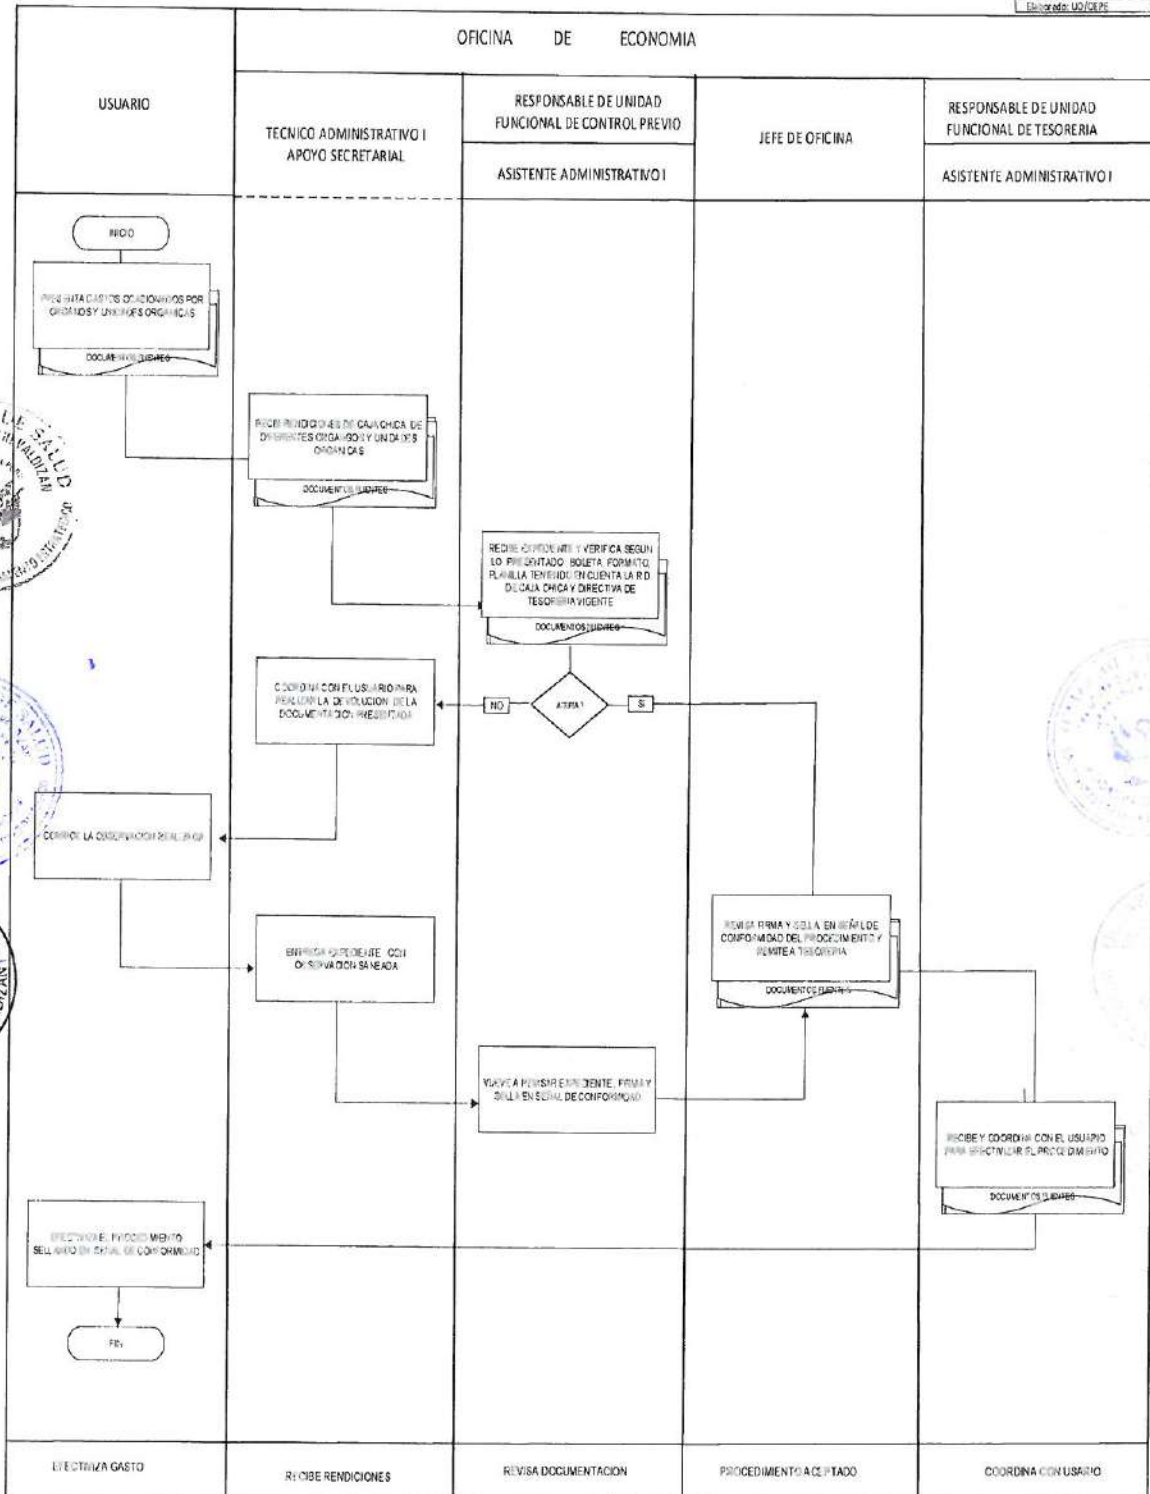 Elaborado: UO/OEPE
OFICINA DE ECONOMIA
USUARIO
TECNICO ADMINISTRATIVO I
APOYO SECRETARIAL
RESPONSABLE DE UNIDAD
FUNCIONAL DE CONTROL PREVIO
ASISTENTE ADMINISTRATIVO I
JEFE DE OFICINA
RESPONSABLE DE UNIDAD
FUNCIONAL DE TESORERIA
ASISTENTE ADMINISTRATIVO I
INICIO
PRESENTA GASTOS OCACIONADOS POR
ORGANOS Y UNIDADES ORGANICAS
DOCUMENTOS FUENTES
RECIBE RENDICIONES DE CAJA CHICA DE
DIFERENTES ORGANOS Y UNIDADES
ORGANICAS
DOCUMENTOS FUENTES
RECIBE EXPEDIENTE Y VERIFICA SEGUN
LO PRESENTADO BOLETA, FORMATO,
PLANILLA TENIENDO EN CUENTA LA R.D
DE CAJA CHICA Y DIRECTIVA DE
TESORERIA VIGENTE
DOCUMENTOS FUENTES
COORDINA CON EL USUARIO PARA
REALIZAR LA DEVOLUCION DE LA
DOCUMENTACION PRESENTADA
NO
SI
CORRIGE LA OBSERVACION REALIZADA
ENTREGA EXPEDIENTE CON
OBSERVACION SANEADA
REVISA FIRMA Y SELLA EN SEÑAL DE
CONFORMIDAD DEL PROCEDIMIENTO Y
REMITE A TESORERIA
DOCUMENTOS FUENTES
VUEVE A REVISAR EXPEDIENTE, FIRMA Y
SELLA EN SEÑAL DE CONFORMIDAD
RECIBE Y COORDINA CON EL USUARIO
PARA EFECTIVIZAR EL PROCEDIMIENTO
DOCUMENTOS FUENTES
EFECTIVIZA EL PROCEDIMIENTO
SELLANDO EN SEÑAL DE CONFORMIDAD
FIN
EFECTIVIZA GASTO
RECIBE RENDICIONES
REVISA DOCUMENTACION
PROCEDIMIENTO ACEPTADO
COORDINA CON USARIO